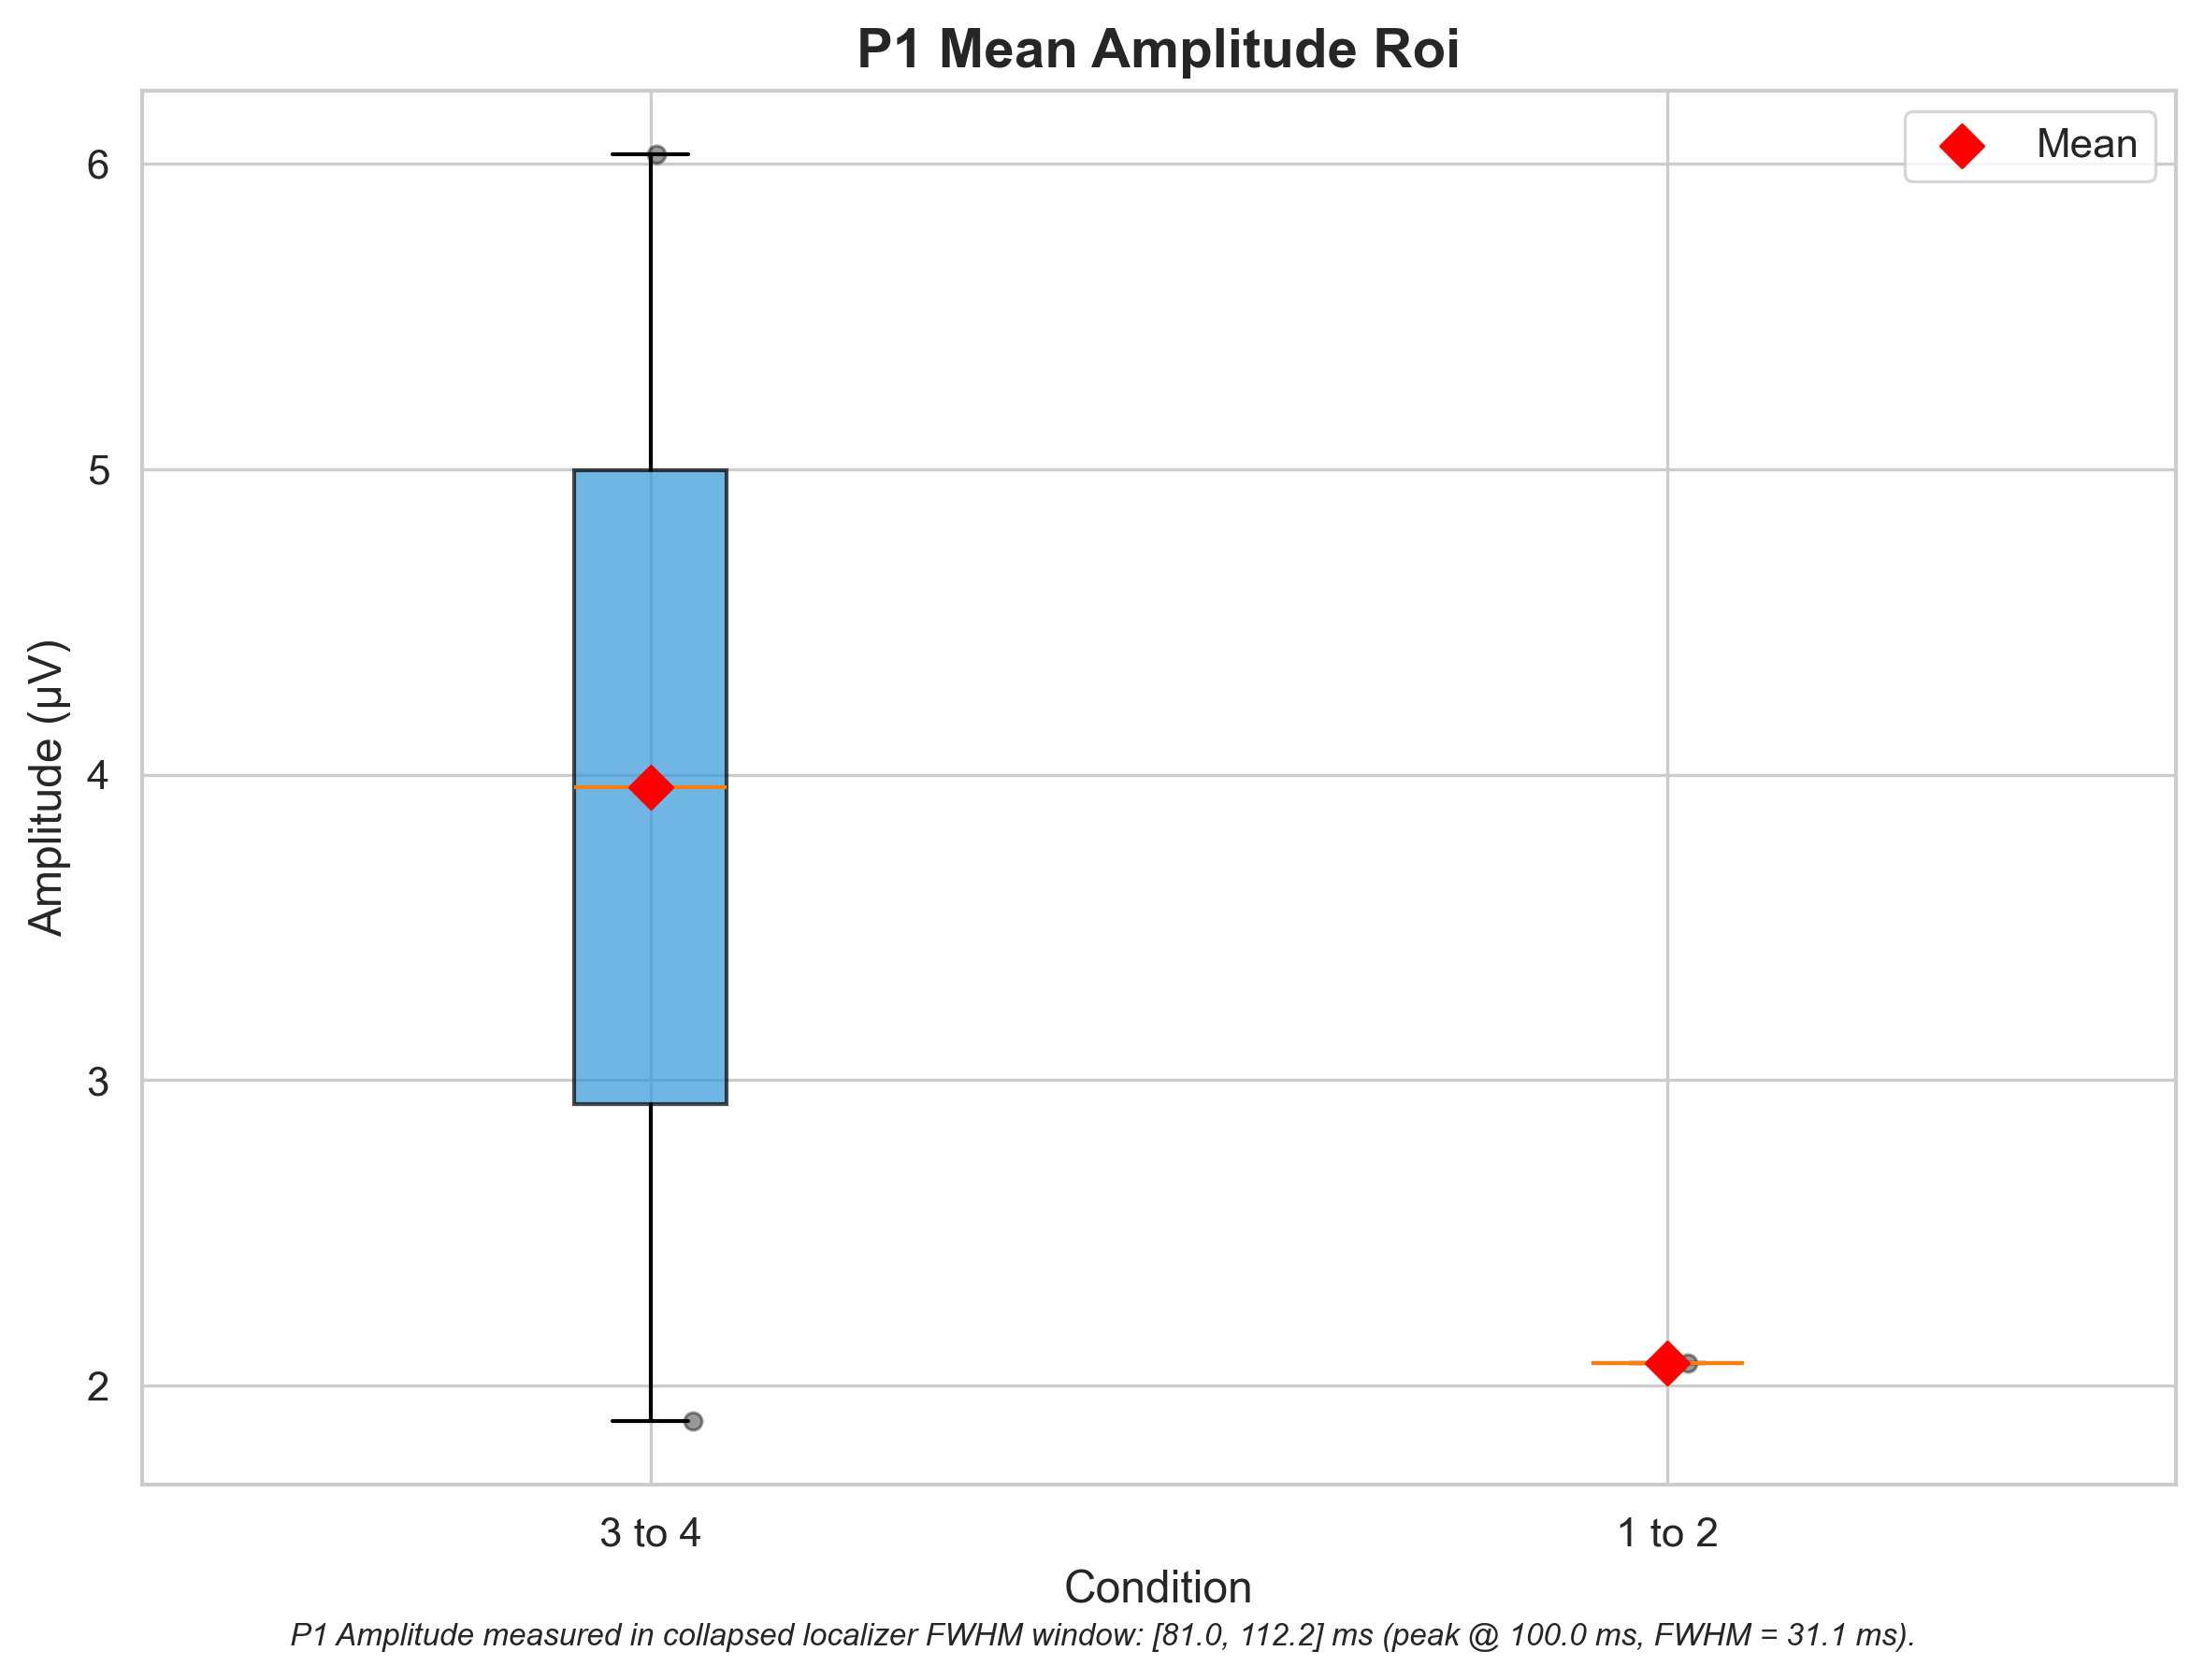 P1 Mean Amplitude Roi
Mean
6
5
4
3
2
Amplitude (µV)
3 to 4
1 to 2
Condition
P1 Amplitude measured in collapsed localizer FWHM window: [81.0, 112.2] ms (peak @ 100.0 ms, FWHM = 31.1 ms).